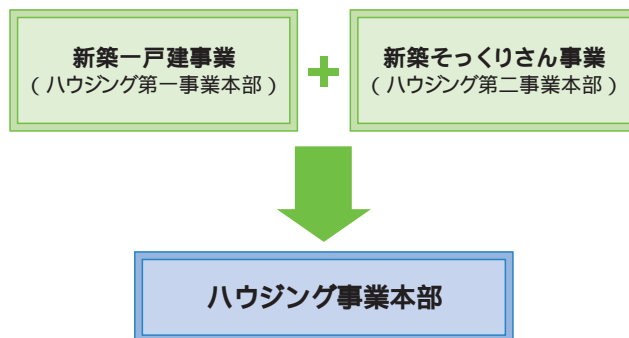 新築一戸建事業
（ハウジング第一事業本部）
+
新築そっくりさん事業
（ハウジング第二事業本部）
ハウジング事業本部